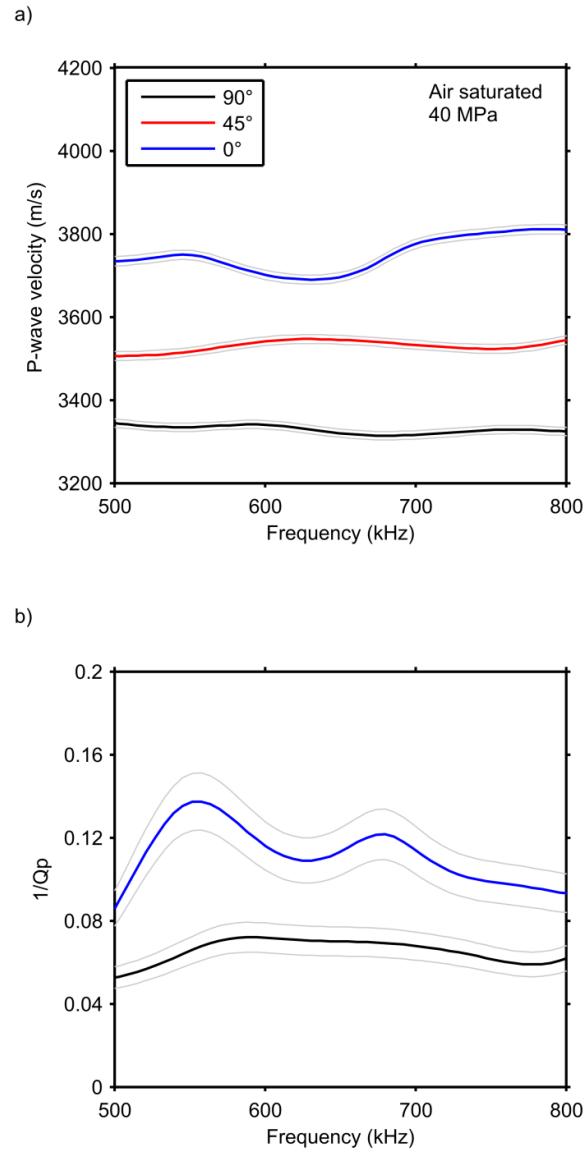 a)
4200
4000
3800
3600
3400
3200
P-wave velocity (m/s)
90°
45°
0°
Air saturated
40 MPa
500
600
700
800
Frequency (kHz)
b)
0.2
0.16
0.12
0.08
0.04
0
1/Qp
500
600
700
800
Frequency (kHz)